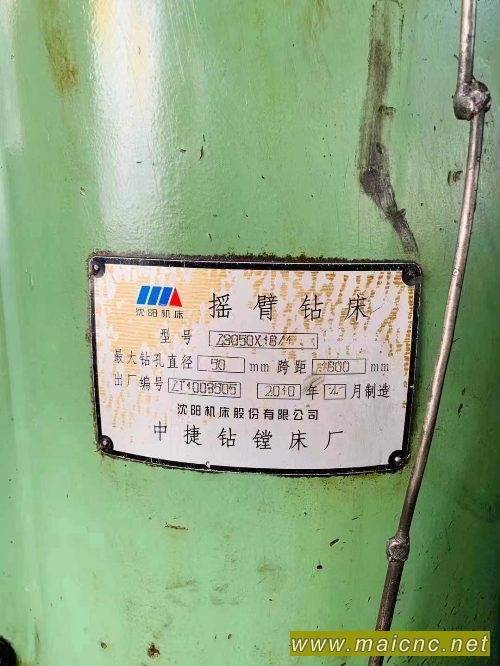 沈阳机床
摇臂钻床
型号 Z3050X16/1
最大钻孔直径 50 mm 跨距 1600 mm
出厂编号 2010 年 月制造
沈阳机床股份有限公司
中捷钻镗床厂
www.maicnc.net